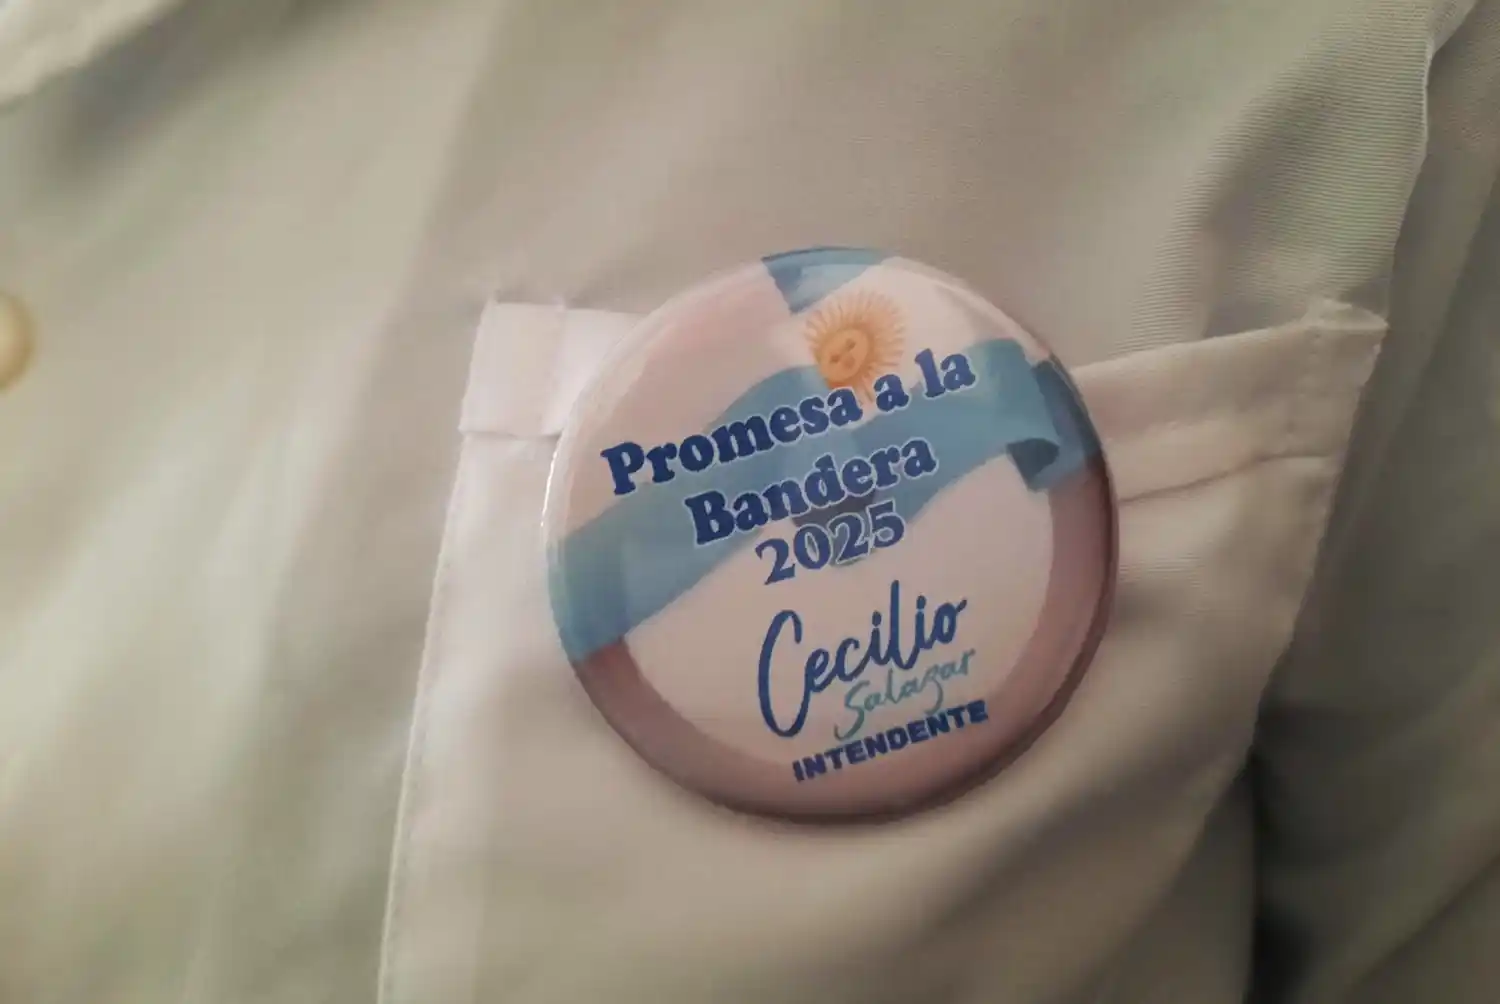 Promesa a la
Bandera
2025
Cecilio
Salazar
INTENDENTE